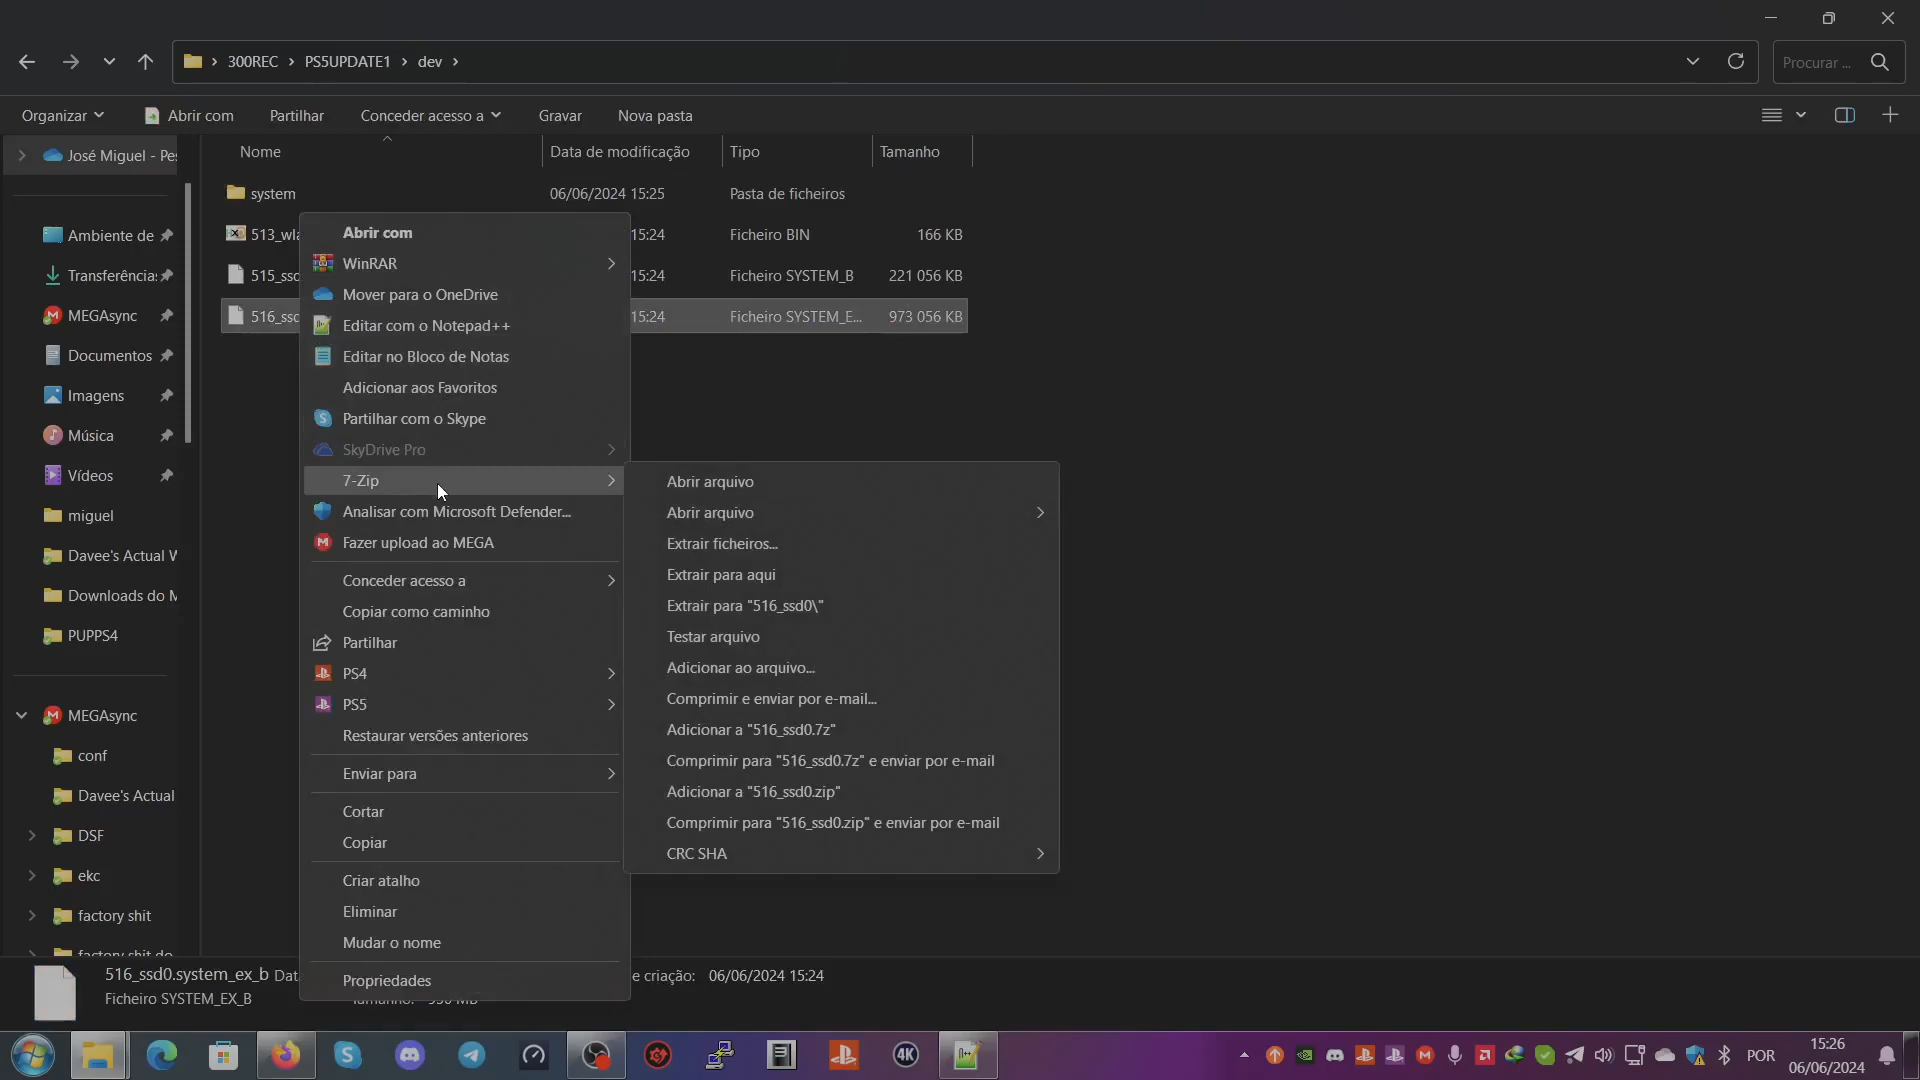 300REC
PS5UPDATE1
dev
Procurar ...
Organizar
Abrir com
Partilhar
Conceder acesso a
Gravar
Nova pasta
José Miguel - Pes
Nome
Data de modificação
Tipo
Tamanho
system
06/06/2024 15:25
Pasta de ficheiros
513_wla
15:24
Ficheiro BIN
166 KB
515_ssd
15:24
Ficheiro SYSTEM_B
221 056 KB
516_ssd
15:24
Ficheiro SYSTEM_E...
973 056 KB
Ambiente de
Transferência:
MEGAsync
Documentos
Imagens
Música
Vídeos
miguel
Davee's Actual W
Downloads do M
PUPPS4
MEGAsync
conf
Davee's Actual
DSF
ekc
factory shit
factory shit do
Abrir com
WinRAR
Mover para o OneDrive
Editar com o Notepad++
Editar no Bloco de Notas
Adicionar aos Favoritos
Partilhar com o Skype
SkyDrive Pro
7-Zip
Analisar com Microsoft Defender...
Fazer upload ao MEGA
Conceder acesso a
Copiar como caminho
Partilhar
PS4
PS5
Restaurar versões anteriores
Enviar para
Cortar
Copiar
Criar atalho
Eliminar
Mudar o nome
Propriedades
Abrir arquivo
Abrir arquivo
Extrair ficheiros...
Extrair para aqui
Extrair para "516_ssd0\"
Testar arquivo
Adicionar ao arquivo...
Comprimir e enviar por e-mail...
Adicionar a "516_ssd0.7z"
Comprimir para "516_ssd0.7z" e enviar por e-mail
Adicionar a "516_ssd0.zip"
Comprimir para "516_ssd0.zip" e enviar por e-mail
CRC SHA
516_ssd0.system_ex_b Data
e criação: 06/06/2024 15:24
Ficheiro SYSTEM_EX_B
4K
POR
15:26
06/06/2024